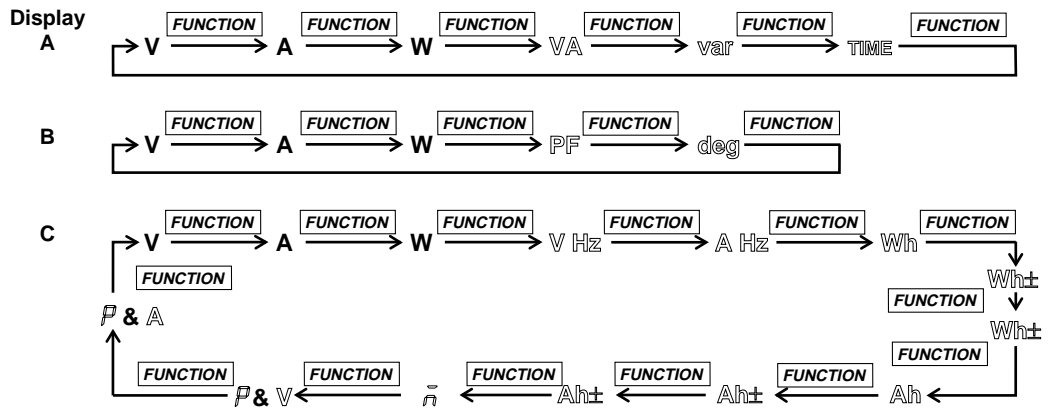 Display
FUNCTION FUNCTION FUNCTION FUNCTION FUNCTION FUNCTION
A V A W VA var TIME
FUNCTION FUNCTION FUNCTION FUNCTION FUNCTION
B V A W PF deg
FUNCTION FUNCTION FUNCTION FUNCTION FUNCTION FUNCTION
C V A W V Hz A Hz Wh
FUNCTION
Wh±
FUNCTION
P & A
Wh±
FUNCTION
FUNCTION FUNCTION FUNCTION FUNCTION FUNCTION
P & V n̄ Ah± Ah± Ah